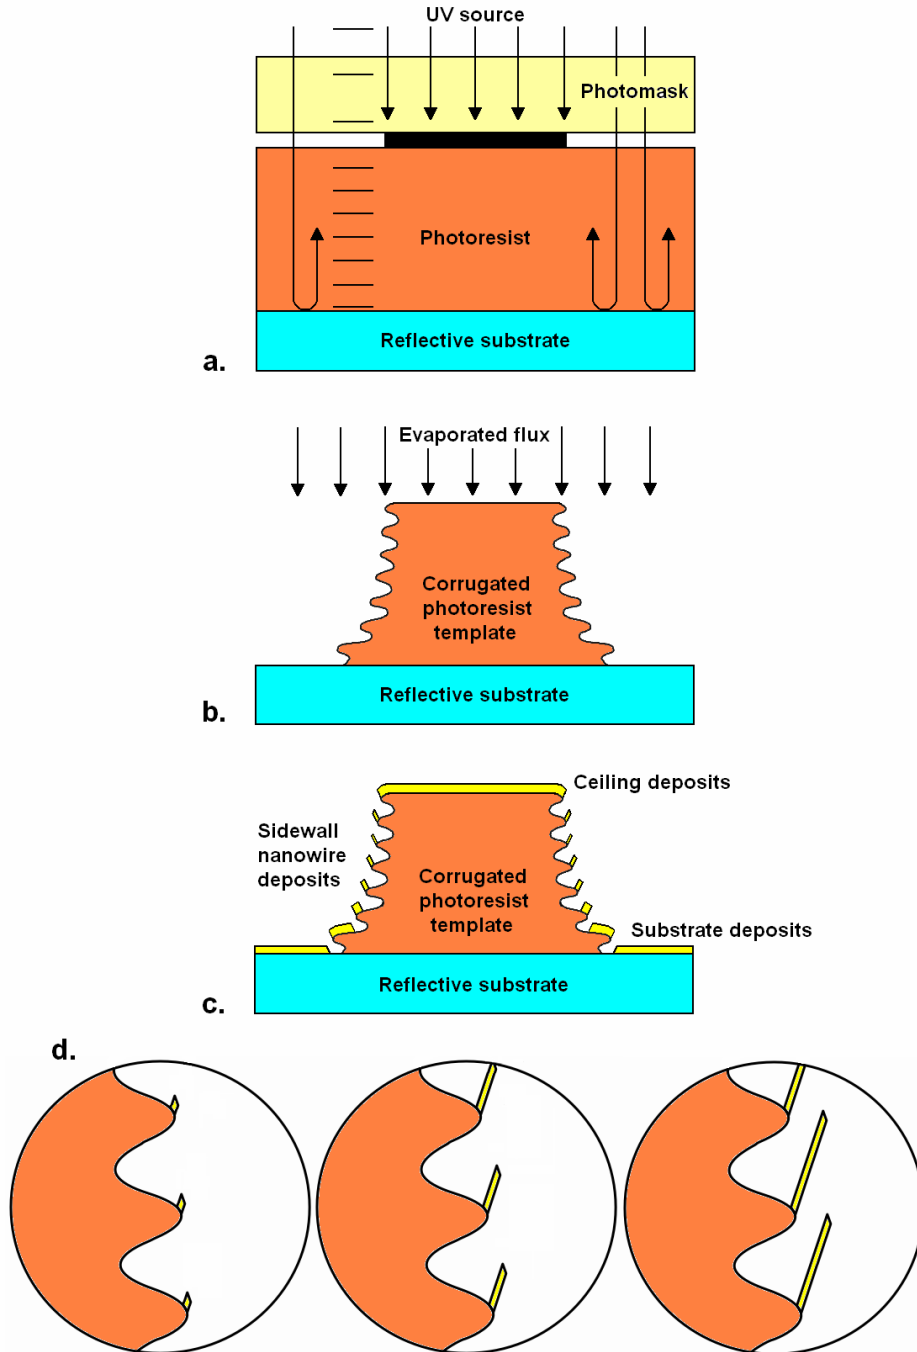 UV source
Photomask
Photoresist
Reflective substrate
a.
Evaporated flux
Corrugated
photoresist
template
Reflective substrate
b.
Ceiling deposits
Sidewall
nanowire
deposits
Corrugated
photoresist
template
Substrate deposits
Reflective substrate
c.
d.